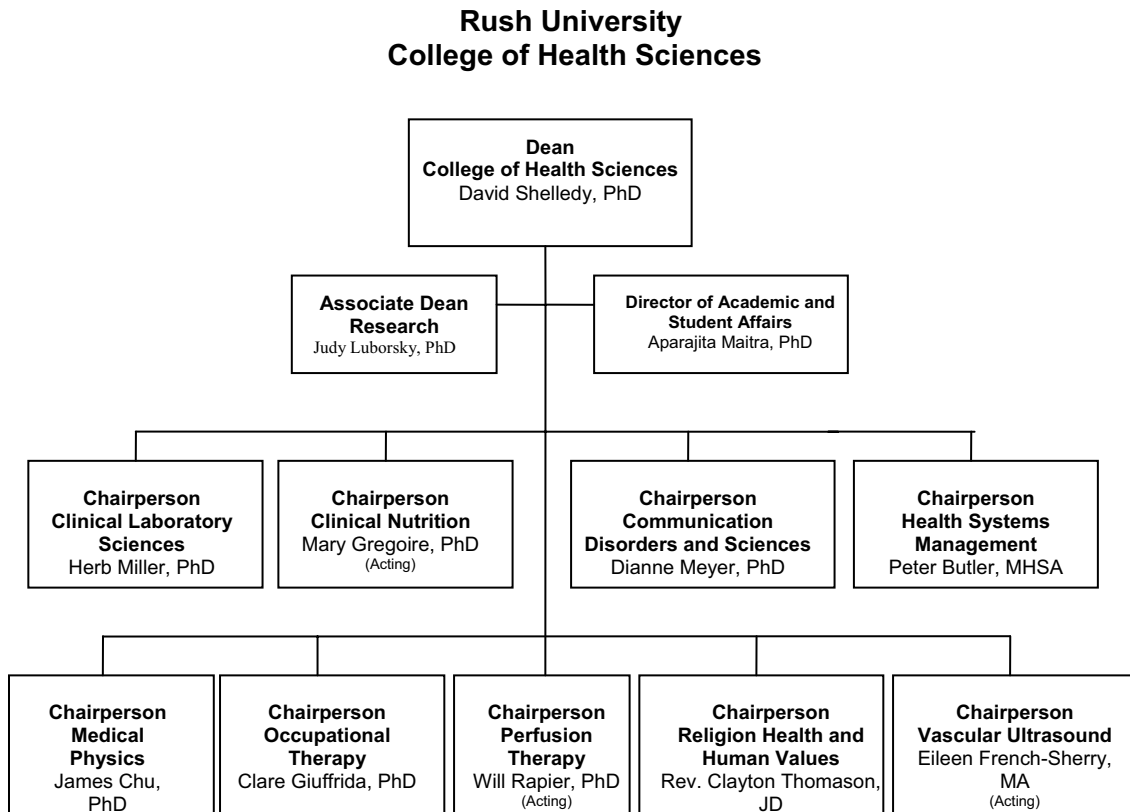 Rush University
College of Health Sciences
Dean
College of Health Sciences
David Shelledy, PhD
Associate Dean
Research
Judy Luborsky, PhD
Director of Academic and
Student Affairs
Aparajita Maitra, PhD
Chairperson
Clinical Laboratory
Sciences
Herb Miller, PhD
Chairperson
Clinical Nutrition
Mary Gregoire, PhD
(Acting)
Chairperson
Communication
Disorders and Sciences
Dianne Meyer, PhD
Chairperson
Health Systems
Management
Peter Butler, MHSA
Chairperson
Medical
Physics
James Chu,
PhD
Chairperson
Occupational
Therapy
Clare Giuffrida, PhD
Chairperson
Perfusion
Therapy
Will Rapier, PhD
(Acting)
Chairperson
Religion Health and
Human Values
Rev. Clayton Thomason,
JD
Chairperson
Vascular Ultrasound
Eileen French-Sherry,
MA
(Acting)